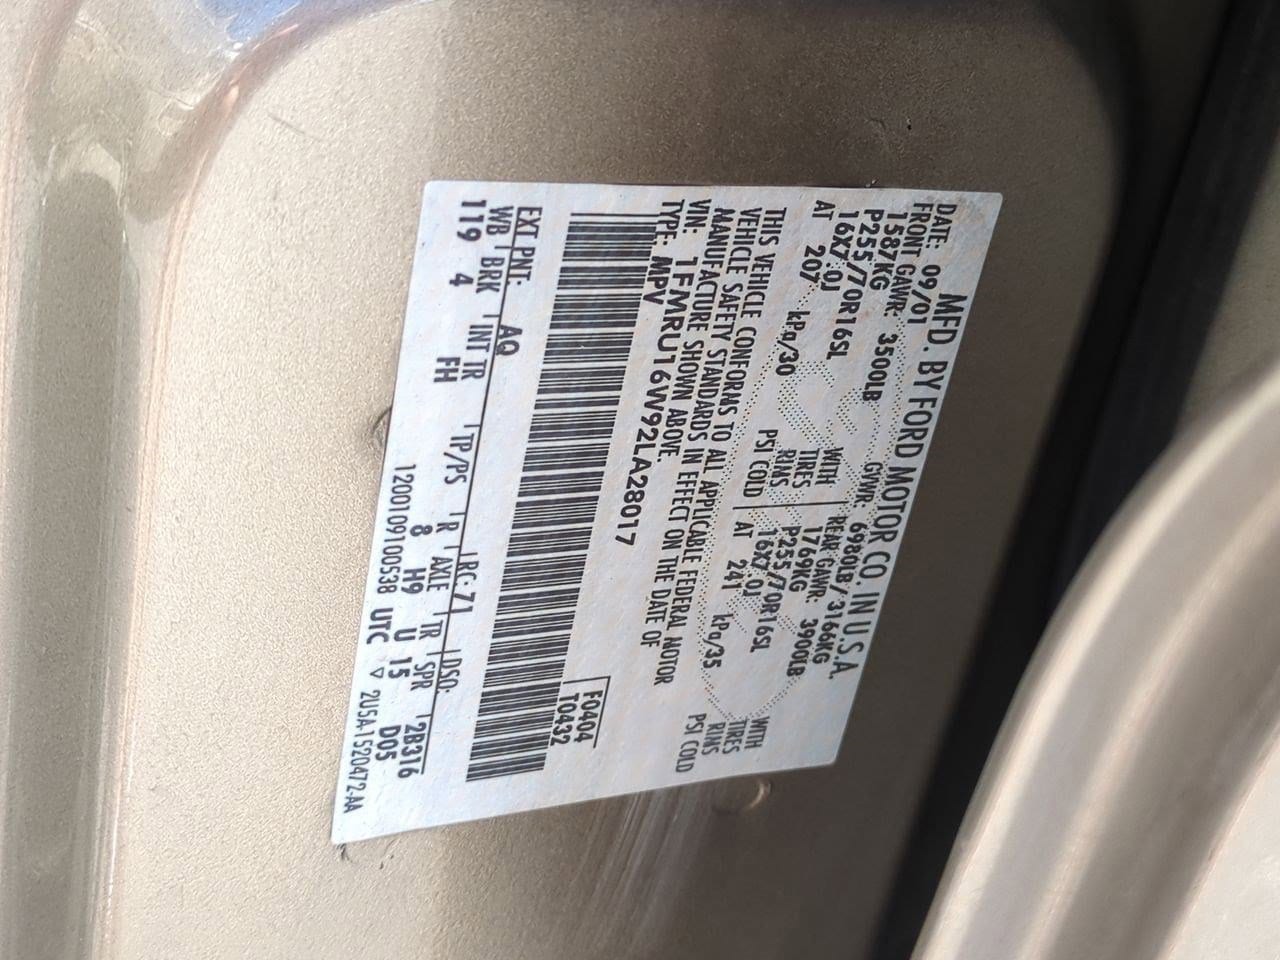 MFD. BY FORD MOTOR CO. IN U.S.A.
DATE: 09/01 GVWR: 6980LB/3166KG
FRONT GAWR: 3500LB REAR GAWR: 3900LB
1587KG WITH 1769KG WITH
P255/70R16SL TIRES P255/70R16SL TIRES
16X7.0J RIMS 16X7.0J RIMS
AT 207 kPa/30 PSI COLD AT 241 kPa/35 PSI COLD
THIS VEHICLE CONFORMS TO ALL APPLICABLE FEDERAL MOTOR
VEHICLE SAFETY STANDARDS IN EFFECT ON THE DATE OF
MANUFACTURE SHOWN ABOVE.
VIN: 1FMRU16W92LA28017
TYPE: MPV
F0404
T0432
EXT PNT: AQ RC: 71 DSO: 2B316
WB BRK INT TR TP/PS R AXLE TR SPR D05
119 4 FH 8 H9 U 15
1200109100538 UTC ▽ 2U5A-1520472-AA